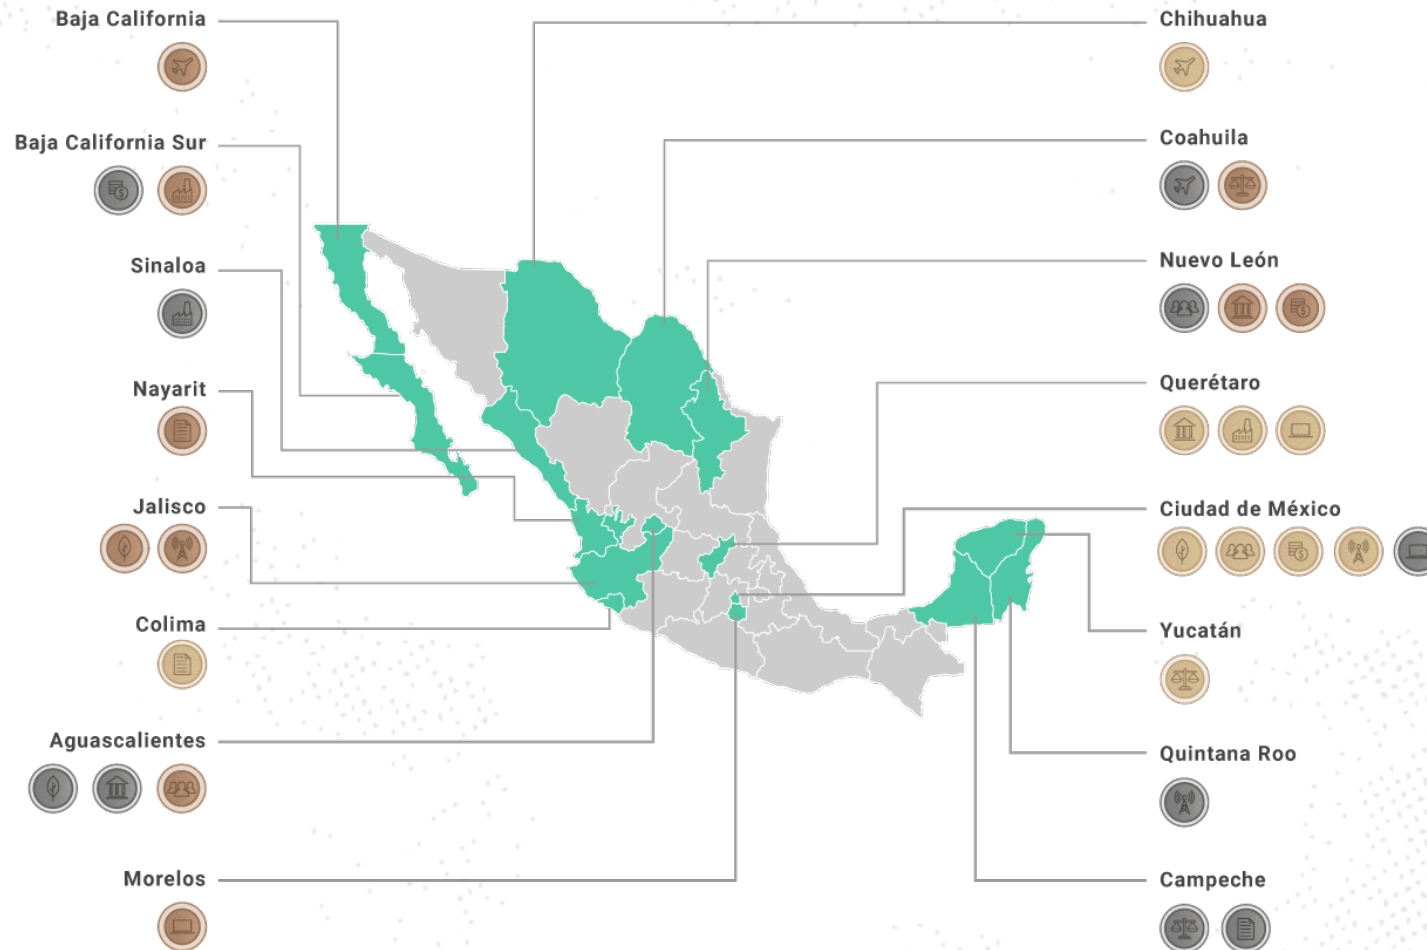 Baja California
Baja California Sur
Sinaloa
Nayarit
Jalisco
Colima
Aguascalientes
Morelos
Chihuahua
Coahuila
Nuevo León
Querétaro
Ciudad de México
Yucatán
Quintana Roo
Campeche